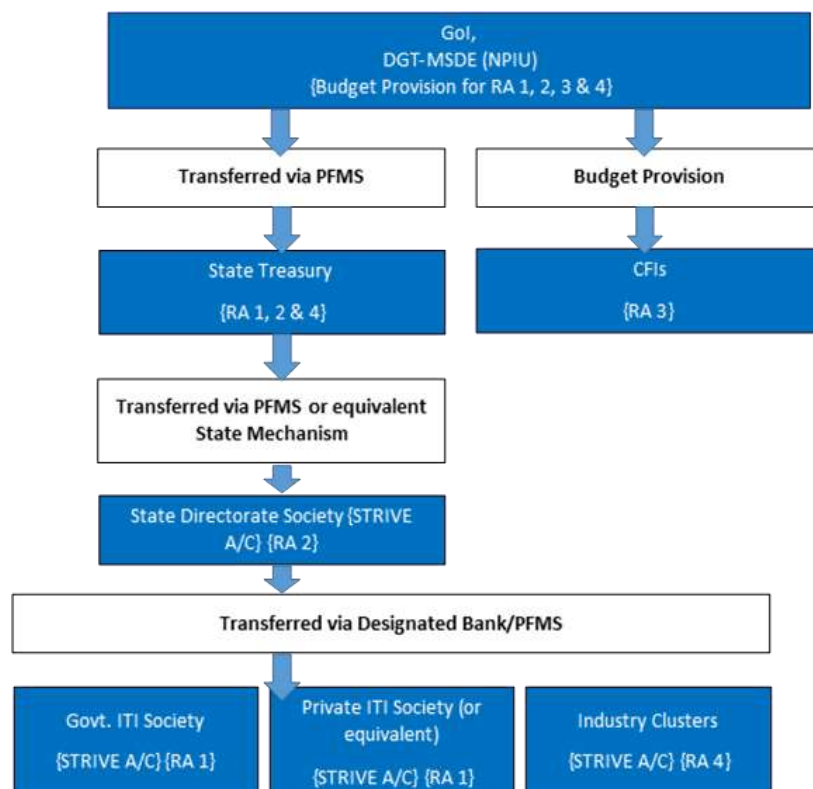 GoI,
DGT-MSDE (NPIU)
{Budget Provision for RA 1, 2, 3 & 4}
Transferred via PFMS
Budget Provision
State Treasury
{RA 1, 2 & 4}
CFIs
{RA 3}
Transferred via PFMS or equivalent
State Mechanism
State Directorate Society {STRIVE
A/C} {RA 2}
Transferred via Designated Bank/PFMS
Govt. ITI Society
{STRIVE A/C} {RA 1}
Private ITI Society (or
equivalent)
{STRIVE A/C} {RA 1}
Industry Clusters
{STRIVE A/C} {RA 4}